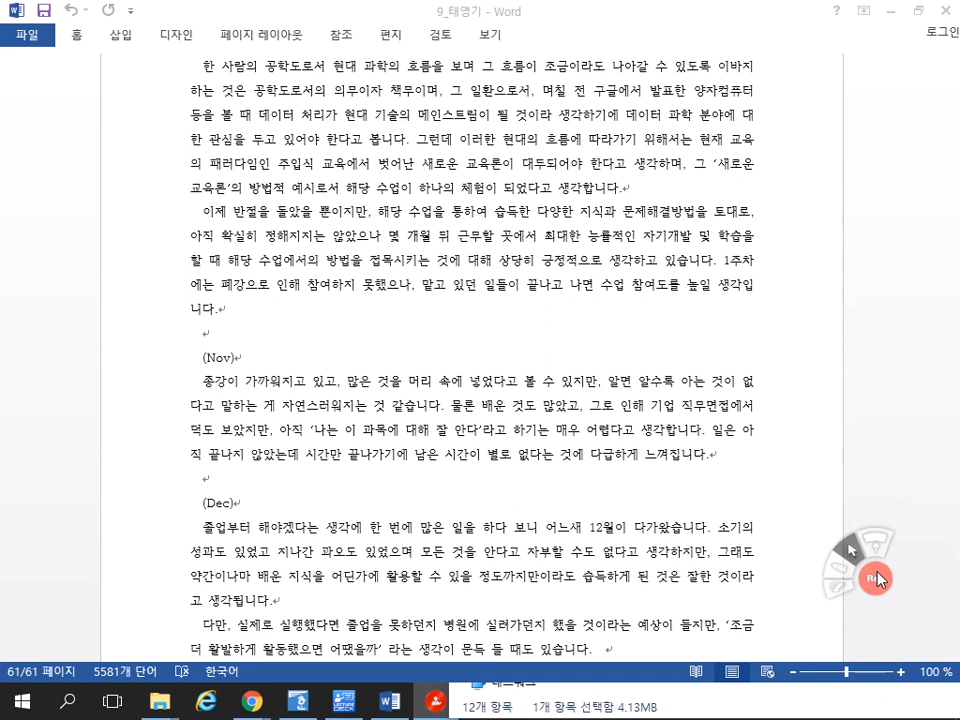 9_태영기 - Word
로그인
파일 홈 삽입 디자인 페이지 레이아웃 참조 편지 검토 보기
한 사람의 공학도로서 현대 과학의 흐름을 보며 그 흐름이 조금이라도 나아갈 수 있도록 이바지
하는 것은 공학도로서의 의무이자 책무이며, 그 일환으로서, 며칠 전 구글에서 발표한 양자컴퓨터
등을 볼 때 데이터 처리가 현대 기술의 메인스트림이 될 것이라 생각하기에 데이터 과학 분야에 대
한 관심을 두고 있어야 한다고 봅니다. 그런데 이러한 현대의 흐름에 따라가기 위해서는 현재 교육
의 패러다임인 주입식 교육에서 벗어난 새로운 교육론이 대두되어야 한다고 생각하며, 그 ‘새로운
교육론’의 방법적 예시로서 해당 수업이 하나의 체험이 되었다고 생각합니다.
이제 반절을 돌았을 뿐이지만, 해당 수업을 통하여 습득한 다양한 지식과 문제해결방법을 토대로,
아직 확실히 정해지지는 않았으나 몇 개월 뒤 근무할 곳에서 최대한 능률적인 자기개발 및 학습을
할 때 해당 수업에서의 방법을 접목시키는 것에 대해 상당히 긍정적으로 생각하고 있습니다. 1주차
에는 폐강으로 인해 참여하지 못했으나, 맡고 있던 일들이 끝나고 나면 수업 참여도를 높일 생각입
니다.
(Nov)
종강이 가까워지고 있고, 많은 것을 머리 속에 넣었다고 볼 수 있지만, 알면 알수록 아는 것이 없
다고 말하는 게 자연스러워지는 것 같습니다. 물론 배운 것도 많았고, 그로 인해 기업 직무면접에서
덕도 보았지만, 아직 ‘나는 이 과목에 대해 잘 안다’라고 하기는 매우 어렵다고 생각합니다. 일은 아
직 끝나지 않았는데 시간만 끝나가기에 남은 시간이 별로 없다는 것에 다급하게 느껴집니다.
(Dec)
졸업부터 해야겠다는 생각에 한 번에 많은 일을 하다 보니 어느새 12월이 다가왔습니다. 소기의
성과도 있었고 지나간 과오도 있었으며 모든 것을 안다고 자부할 수도 없다고 생각하지만, 그래도
약간이나마 배운 지식을 어딘가에 활용할 수 있을 정도까지만이라도 습득하게 된 것은 잘한 것이라
고 생각됩니다.
다만, 실제로 실행했다면 졸업을 못하던지 병원에 실려가던지 했을 것이라는 예상이 들지만, ‘조금
더 활발하게 활동했으면 어땠을까’ 라는 생각이 문득 들 때도 있습니다.
61/61 페이지 5581개 단어 한국어 100 %
네트워크
12개 항목 1개 항목 선택함 4.13MB